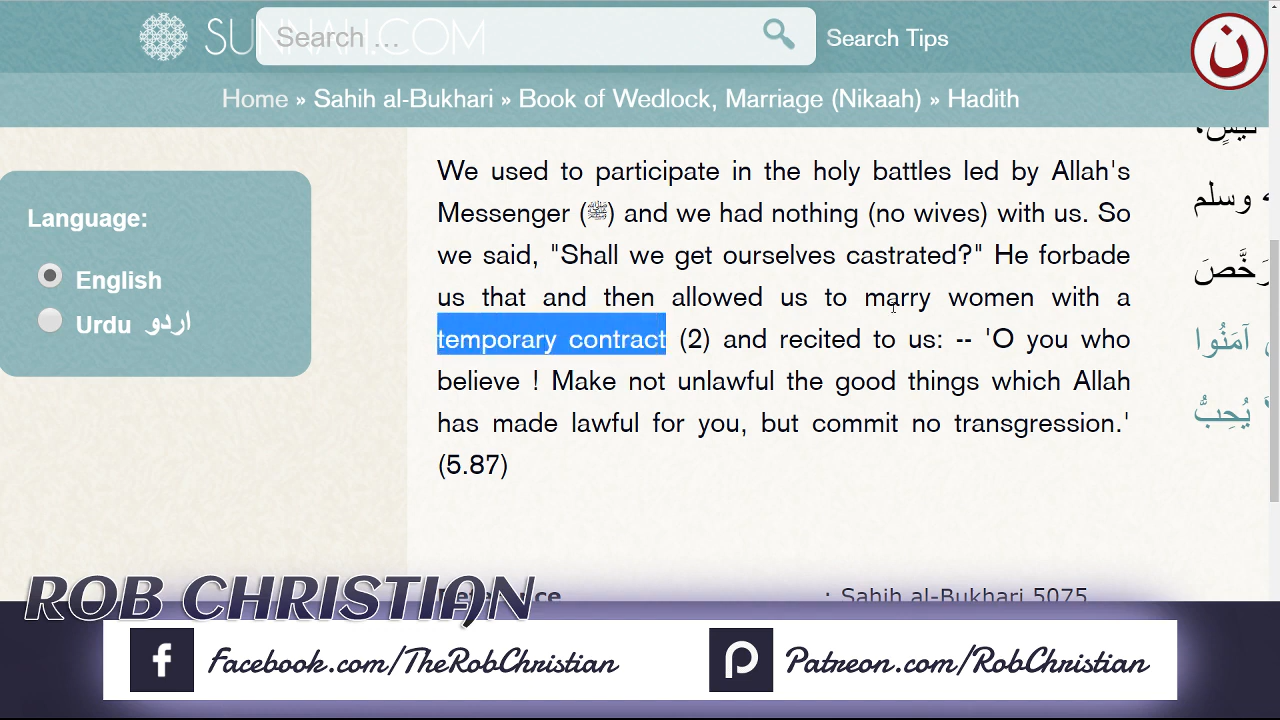 SUNNAH.COM
Search ...
Search Tips
ن
Home » Sahih al-Bukhari » Book of Wedlock, Marriage (Nikaah) » Hadith
Language:
English
Urdu اردو
We used to participate in the holy battles led by Allah's
Messenger (ﷺ) and we had nothing (no wives) with us. So
we said, "Shall we get ourselves castrated?" He forbade
us that and then allowed us to marry women with a
temporary contract (2) and recited to us: -- 'O you who
believe ! Make not unlawful the good things which Allah
has made lawful for you, but commit no transgression.'
(5.87)
وسلم
آمَنُوا
يُحِبُّ
Reference : Sahih al-Bukhari 5075
ROB CHRISTIAN
f Facebook.com/TheRobChristian
Patreon.com/RobChristian